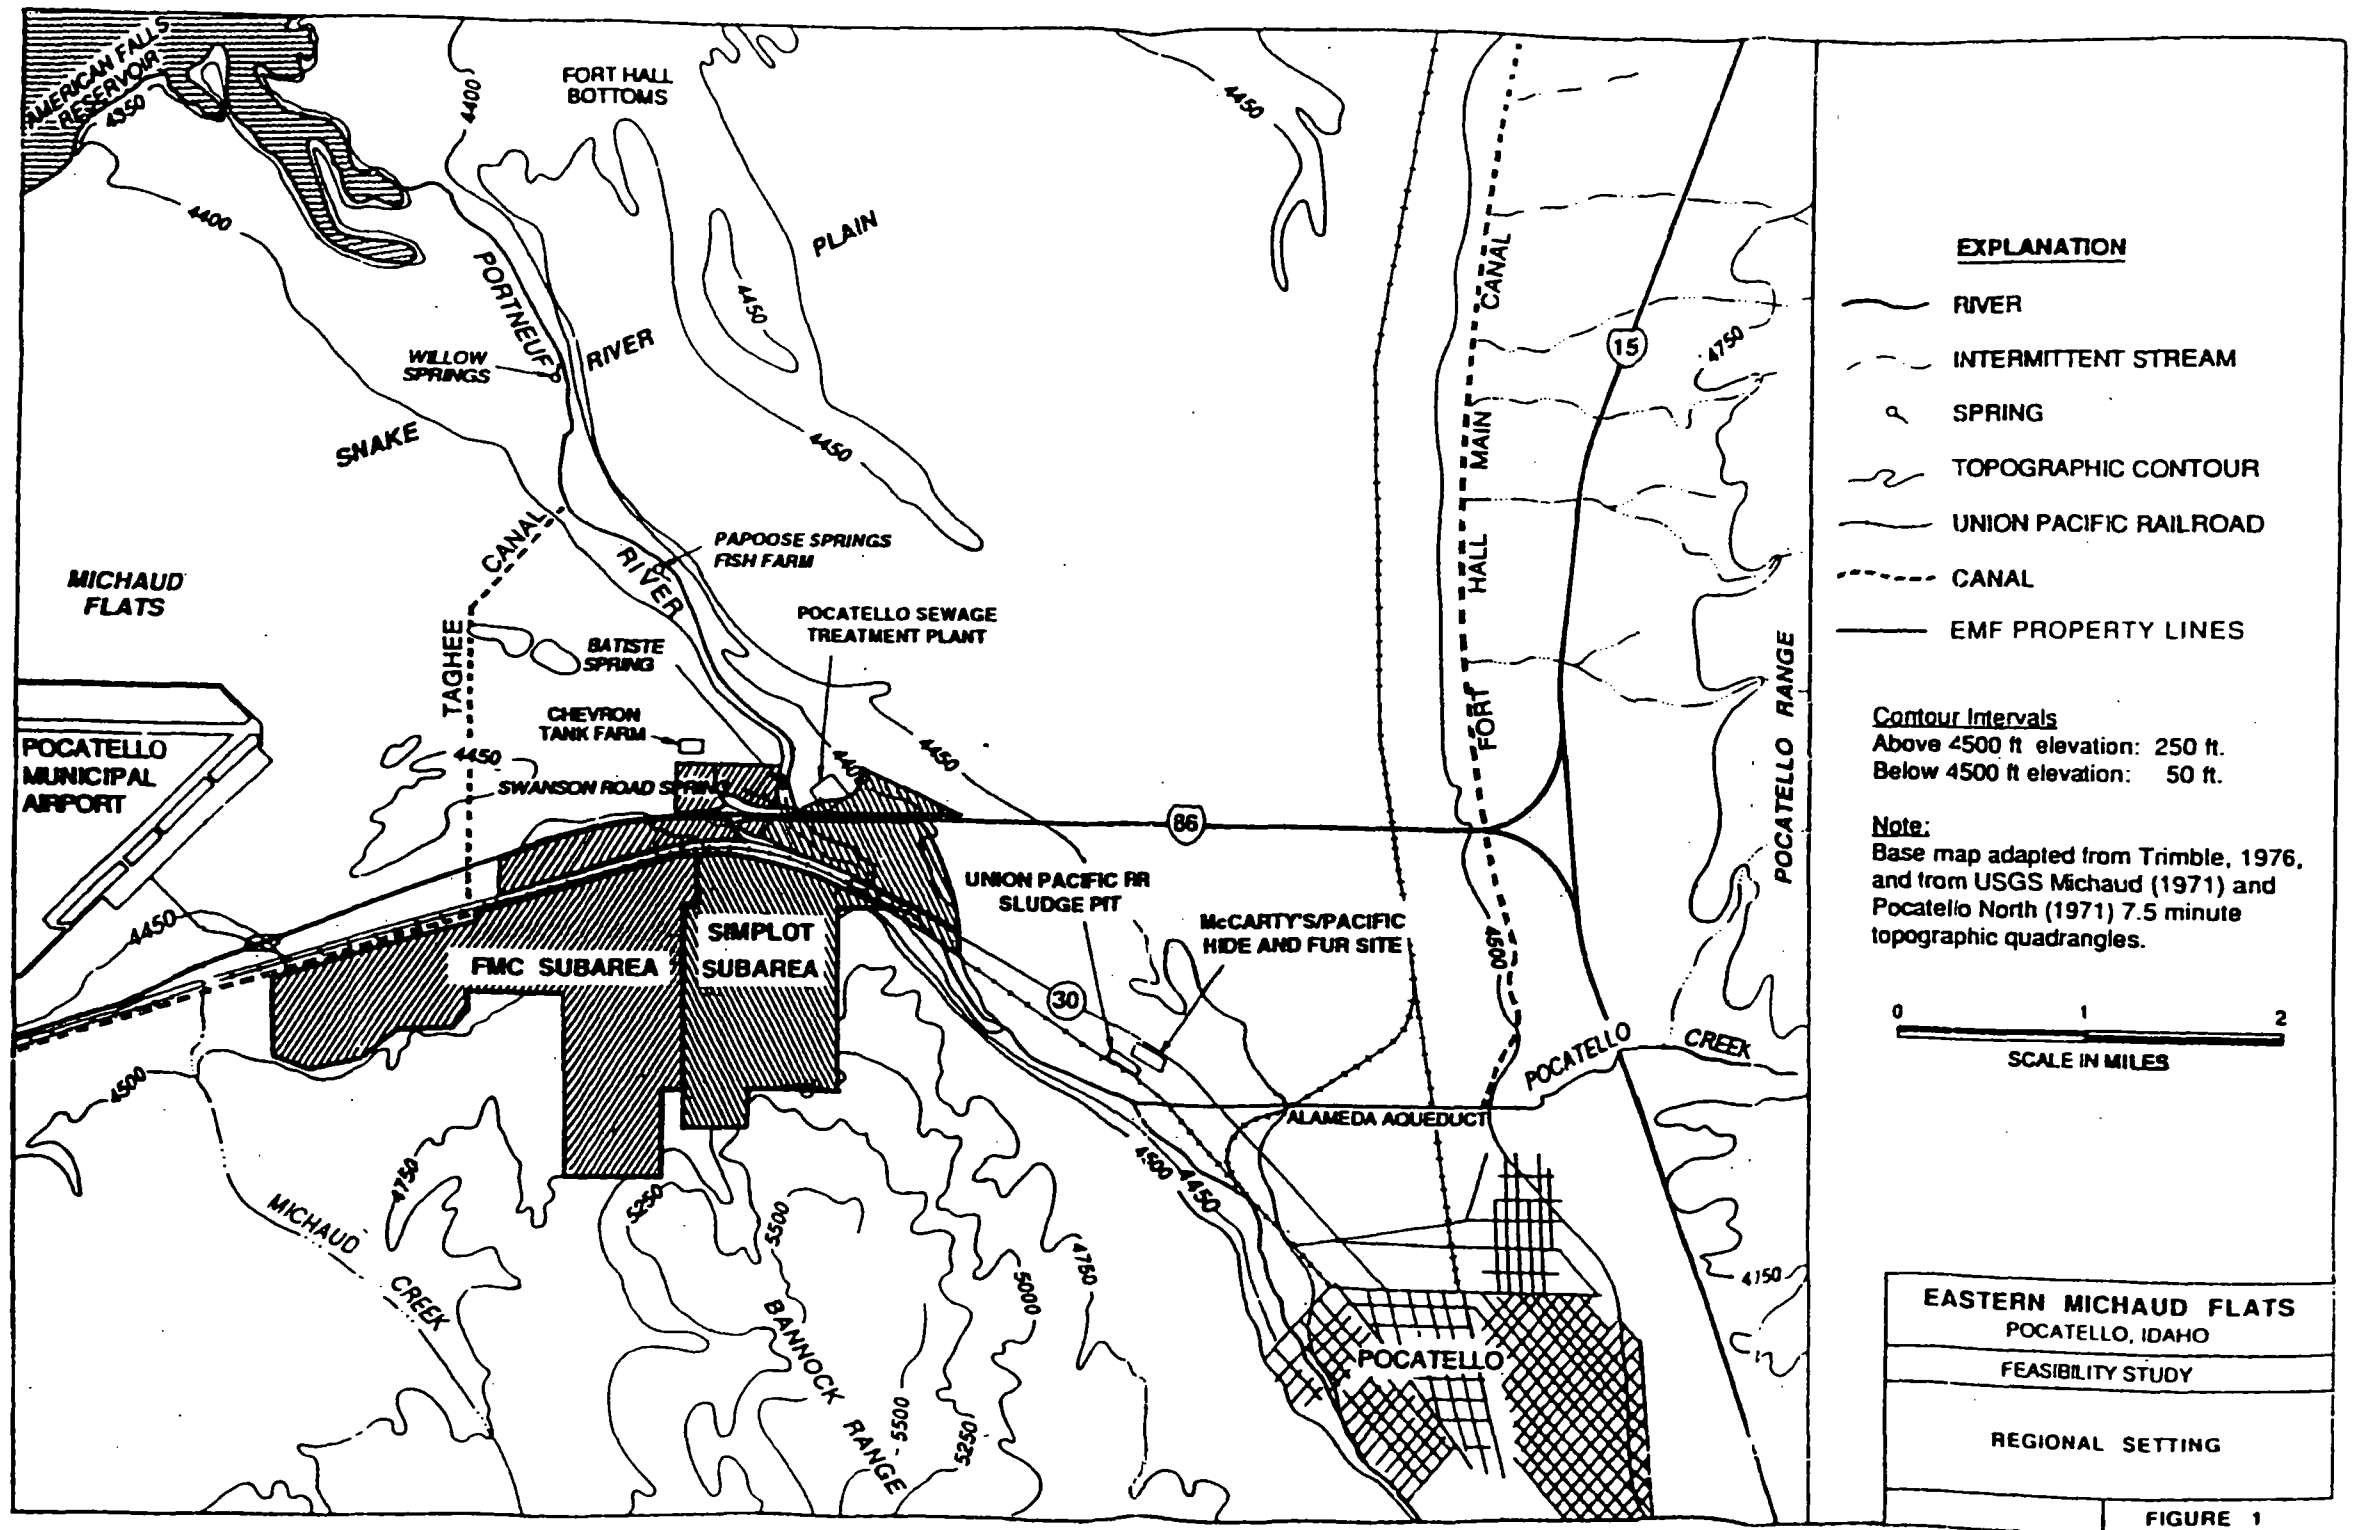 AMERICAN FALLS
RESERVOIR
4350
4400
FORT HALL
BOTTOMS
4400
4450
PLAIN
PORTNEUF
RIVER
4450
WILLOW
SPRINGS
SNAKE
4450
CANAL
RIVER
PAPOOSE SPRINGS
FISH FARM
MICHAUD
FLATS
TAGHEE
BATISTE
SPRING
POCATELLO SEWAGE
TREATMENT PLANT
CHEVRON
TANK FARM
4450
SWANSON ROAD SPRING
4400
4450
POCATELLO
MUNICIPAL
AIRPORT
86
15
FORT HALL MAIN CANAL
4750
POCATELLO RANGE
UNION PACIFIC RR
SLUDGE PIT
McCARTY'S/PACIFIC
HIDE AND FUR SITE
4450
SIMPLOT
SUBAREA
FMC SUBAREA
30
4500
4500
POCATELLO CREEK
ALAMEDA AQUEDUCT
4500
4450
4750
5250
5500
MICHAUD
CREEK
BANNOCK RANGE
5000
4750
5500
5250
4750
POCATELLO
EXPLANATION
RIVER
INTERMITTENT STREAM
SPRING
TOPOGRAPHIC CONTOUR
UNION PACIFIC RAILROAD
CANAL
EMF PROPERTY LINES
Contour Intervals
Above 4500 ft elevation: 250 ft.
Below 4500 ft elevation: 50 ft.
Note:
Base map adapted from Trimble, 1976,
and from USGS Michaud (1971) and
Pocatello North (1971) 7.5 minute
topographic quadrangles.
0 1 2
SCALE IN MILES
EASTERN MICHAUD FLATS
POCATELLO, IDAHO
FEASIBILITY STUDY
REGIONAL SETTING
FIGURE 1